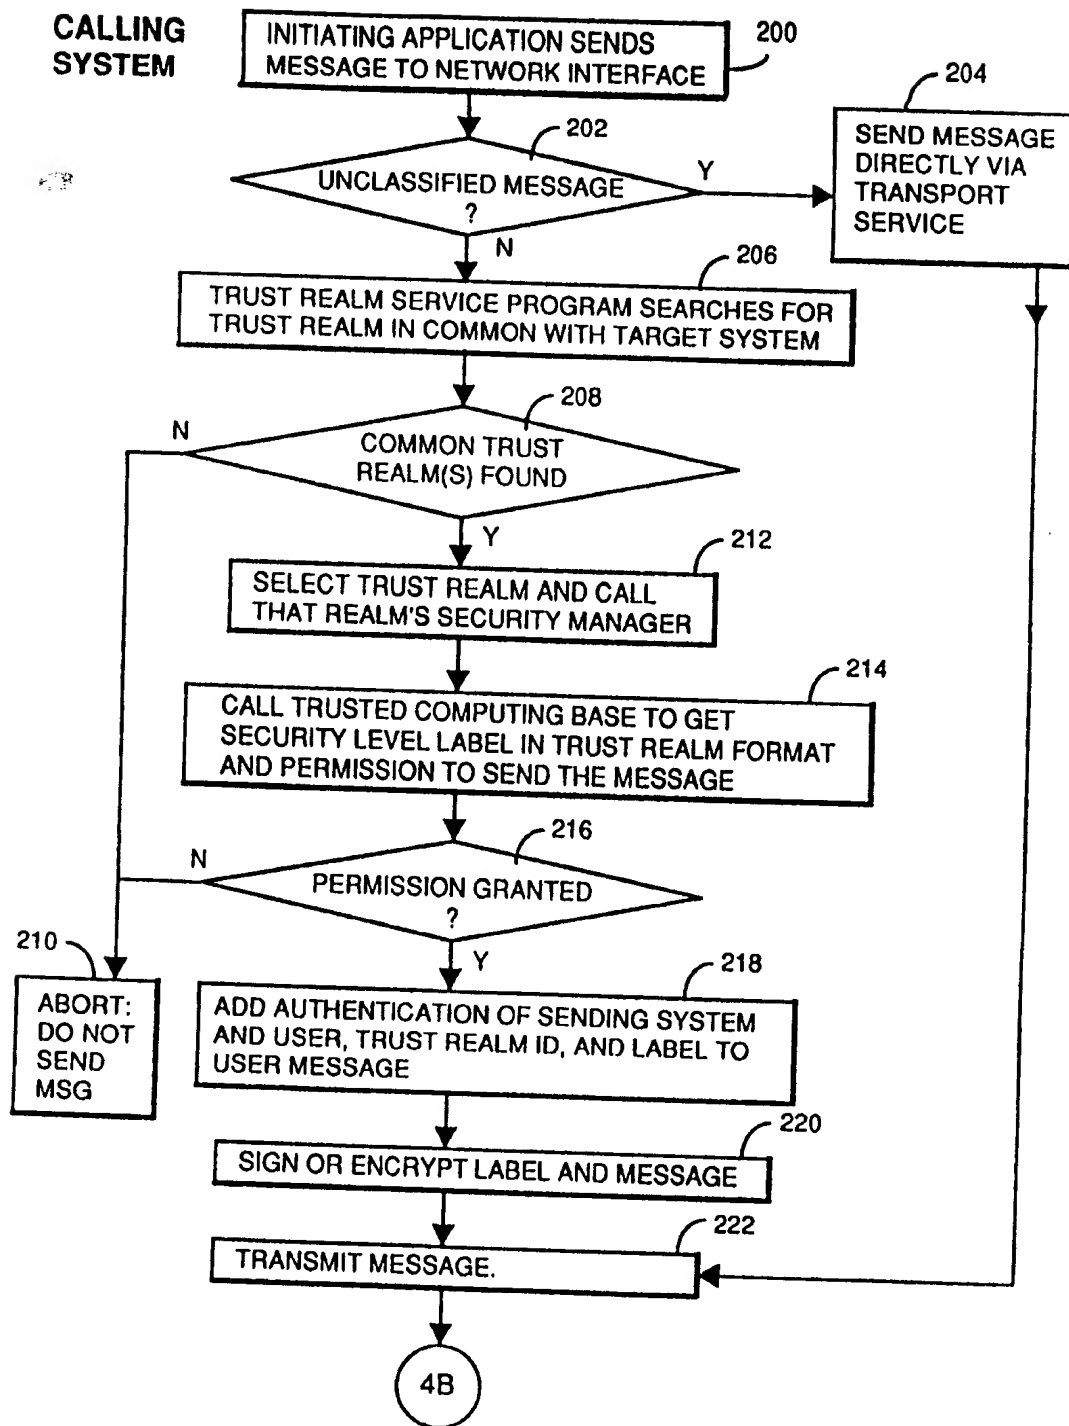 CALLING
SYSTEM
INITIATING APPLICATION SENDS
MESSAGE TO NETWORK INTERFACE
200
202
UNCLASSIFIED MESSAGE
?
Y
N
204
SEND MESSAGE
DIRECTLY VIA
TRANSPORT
SERVICE
206
TRUST REALM SERVICE PROGRAM SEARCHES FOR
TRUST REALM IN COMMON WITH TARGET SYSTEM
208
COMMON TRUST
REALM(S) FOUND
N
Y
212
SELECT TRUST REALM AND CALL
THAT REALM'S SECURITY MANAGER
214
CALL TRUSTED COMPUTING BASE TO GET
SECURITY LEVEL LABEL IN TRUST REALM FORMAT
AND PERMISSION TO SEND THE MESSAGE
216
PERMISSION GRANTED
?
N
Y
210
ABORT:
DO NOT
SEND
MSG
218
ADD AUTHENTICATION OF SENDING SYSTEM
AND USER, TRUST REALM ID, AND LABEL TO
USER MESSAGE
220
SIGN OR ENCRYPT LABEL AND MESSAGE
222
TRANSMIT MESSAGE.
4B